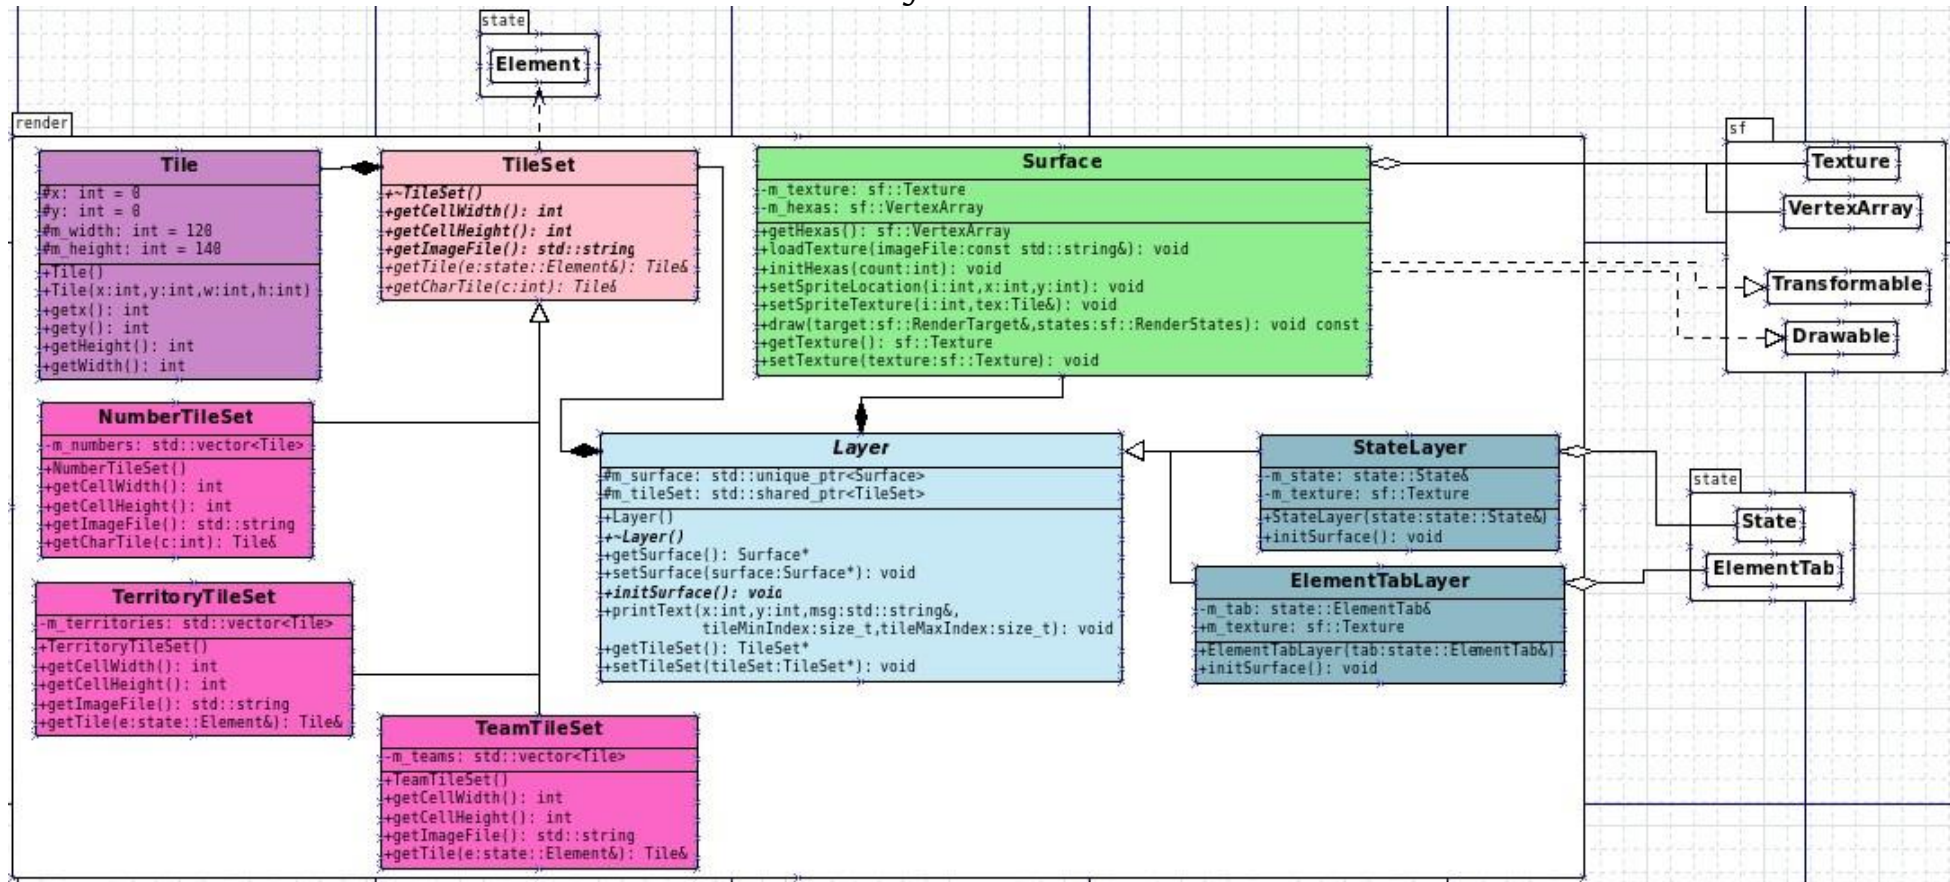 state
Element
render
Tile
#x: int = 0
#y: int = 0
#m_width: int = 120
#m_height: int = 140
+Tile()
+Tile(x:int,y:int,w:int,h:int)
+getx(): int
+gety(): int
+getHeight(): int
+getWidth(): int
TileSet
+~TileSet()
+getCellWidth(): int
+getCellHeight(): int
+getImageFile(): std::string
+getTile(e:state::Element&): Tile&
+getCharTile(c:int): Tile&
Surface
-m_texture: sf::Texture
-m_hexas: sf::VertexArray
+getHexas(): sf::VertexArray
+loadTexture(imageFile:const std::string&): void
+initHexas(count:int): void
+setSpriteLocation(i:int,x:int,y:int): void
+setSpriteTexture(i:int,tex:Tile&): void
+draw(target:sf::RenderTarget&,states:sf::RenderStates): void const
+getTexture(): sf::Texture
+setTexture(texture:sf::Texture): void
sf
Texture
VertexArray
Transformable
Drawable
NumberTileSet
-m_numbers: std::vector<Tile>
+NumberTileSet()
+getCellWidth(): int
+getCellHeight(): int
+getImageFile(): std::string
+getCharTile(c:int): Tile&
TerritoryTileSet
-m_territories: std::vector<Tile>
+TerritoryTileSet()
+getCellWidth(): int
+getCellHeight(): int
+getImageFile(): std::string
+getTile(e:state::Element&): Tile&
TeamTileSet
-m_teams: std::vector<Tile>
+TeamTileSet()
+getCellWidth(): int
+getCellHeight(): int
+getImageFile(): std::string
+getTile(e:state::Element&): Tile&
Layer
#m_surface: std::unique_ptr<Surface>
#m_tileSet: std::shared_ptr<TileSet>
+Layer()
+~Layer()
+getSurface(): Surface*
+setSurface(surface:Surface*): void
+initSurface(): void
+printText(x:int,y:int,msg:std::string&,
tileMinIndex:size_t,tileMaxIndex:size_t): void
+getTileSet(): TileSet*
+setTileSet(tileSet:TileSet*): void
StateLayer
-m_state: state::State&
-m_texture: sf::Texture
+StateLayer(state:state::State&)
+initSurface(): void
ElementTabLayer
-m_tab: state::ElementTab&
+m_texture: sf::Texture
+ElementTabLayer(tab:state::ElementTab&)
+initSurface(): void
state
State
ElementTab